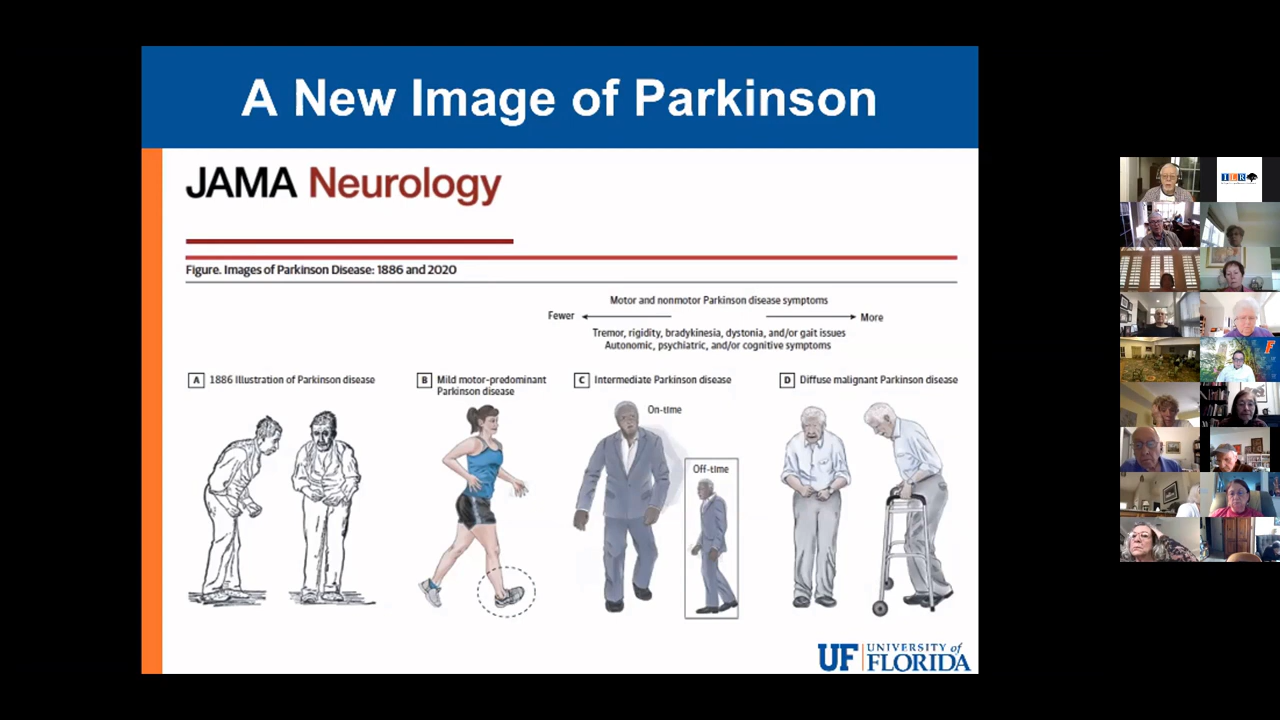 A New Image of Parkinson
JAMA Neurology
Figure. Images of Parkinson Disease: 1886 and 2020
Motor and nonmotor Parkinson disease symptoms
Fewer
More
Tremor, rigidity, bradykinesia, dystonia, and/or gait issues
Autonomic, psychiatric, and/or cognitive symptoms
A 1886 Illustration of Parkinson disease
B Mild motor-predominant
Parkinson disease
C Intermediate Parkinson disease
D Diffuse malignant Parkinson disease
On-time
Off-time
UF UNIVERSITY of
FLORIDA
ILR
F